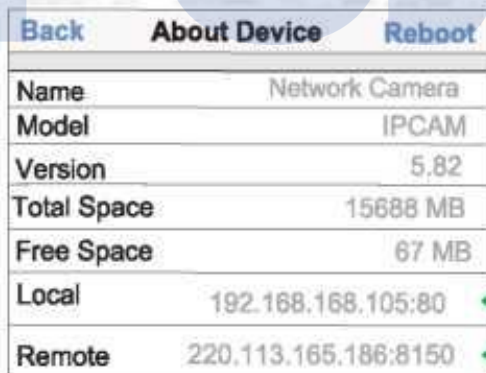 Back About Device Reboot
Name Network Camera
Model IPCAM
Version 5.82
Total Space 15688 MB
Free Space 67 MB
Local 192.168.168.105:80
Remote 220.113.165.186:8150